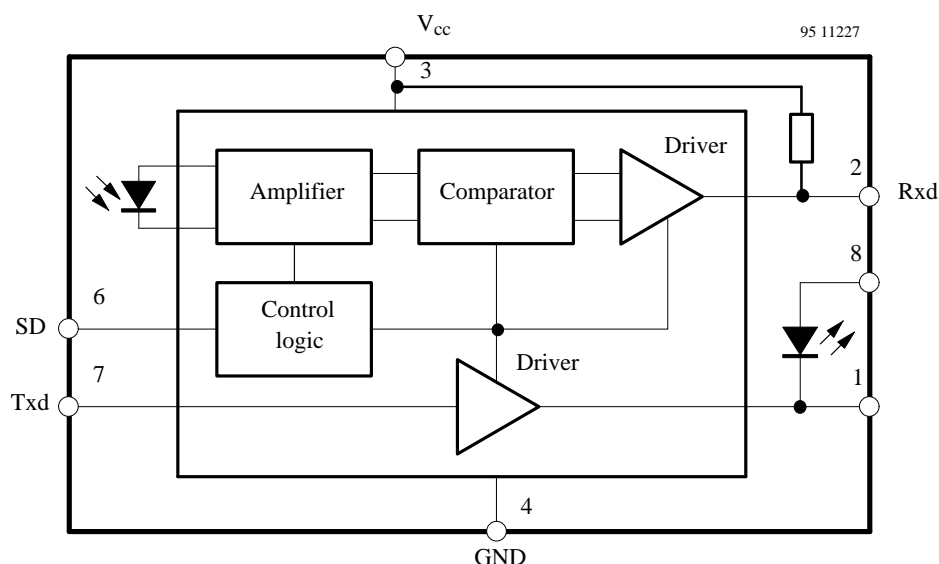 V_cc
95 11227
3
Driver
2
Amplifier
Comparator
Rxd
8
6
Control
logic
SD
7
Driver
1
Txd
4
GND